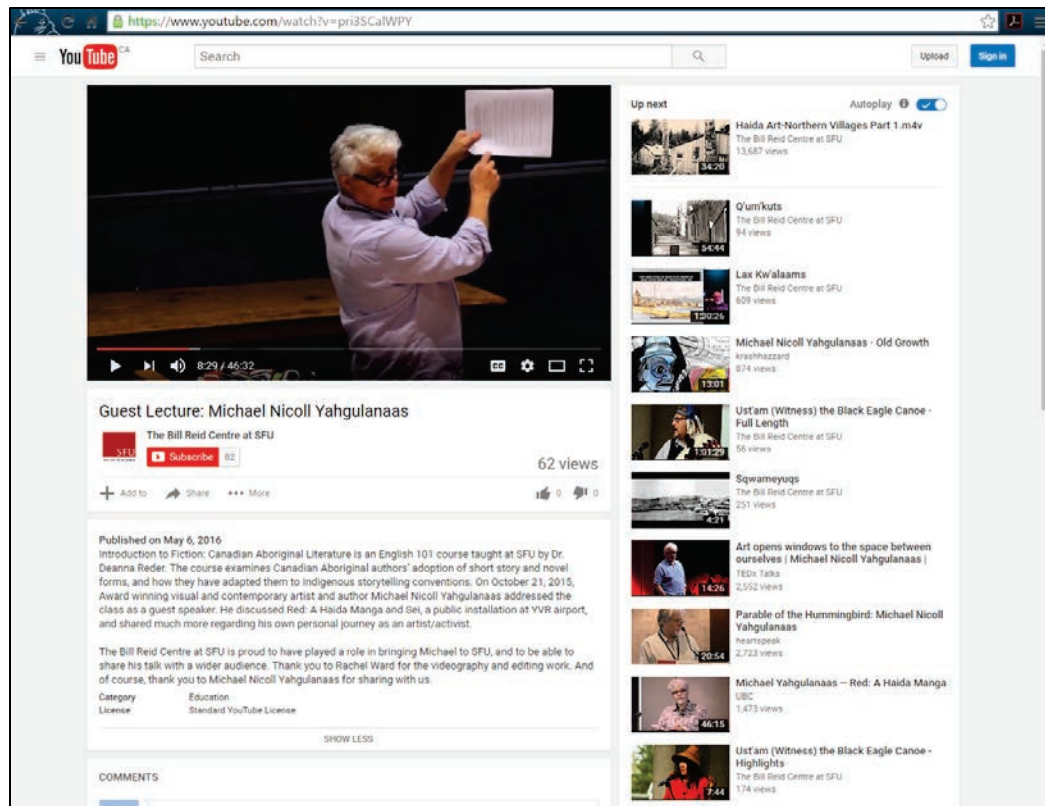 https://www.youtube.com/watch?v=pri3SCalWPY
YouTube CA
Search
Upload
Sign in
8:29 / 46:32
CC
Guest Lecture: Michael Nicoll Yahgulanaas
SFU
The Bill Reid Centre at SFU
Subscribe 82
62 views
Add to Share More
0 0
Published on May 6, 2016
Introduction to Fiction: Canadian Aboriginal Literature is an English 101 course taught at SFU by Dr.
Deanna Reder. The course examines Canadian Aboriginal authors' adoption of short story and novel
forms, and how they have adapted them to Indigenous storytelling conventions. On October 21, 2015,
Award winning visual and contemporary artist and author Michael Nicoll Yahgulanaas addressed the
class as a guest speaker. He discussed Red: A Haida Manga and Sei, a public installation at YVR airport,
and shared much more regarding his own personal journey as an artist/activist.
The Bill Reid Centre at SFU is proud to have played a role in bringing Michael to SFU, and to be able to
share his talk with a wider audience. Thank you to Rachel Ward for the videography and editing work. And
of course, thank you to Michael Nicoll Yahgulanaas for sharing with us.
Category Education
License Standard YouTube License
SHOW LESS
COMMENTS
Up next
Autoplay
34:20
Haida Art-Northern Villages Part 1.m4v
The Bill Reid Centre at SFU
13,687 views
54:44
Q'um'kuts
The Bill Reid Centre at SFU
94 views
1:30:26
Lax Kw'alaams
The Bill Reid Centre at SFU
609 views
13:01
Michael Nicoll Yahgulanaas - Old Growth
krashhazzard
874 views
1:01:29
Ust'am (Witness) the Black Eagle Canoe -
Full Length
The Bill Reid Centre at SFU
56 views
4:21
Sqwameyuqs
The Bill Reid Centre at SFU
251 views
14:26
Art opens windows to the space between
ourselves | Michael Nicoll Yahgulanaas |
TEDx Talks
2,552 views
20:54
Parable of the Hummingbird: Michael Nicoll
Yahgulanaas
heartspeak
2,723 views
46:15
Michael Yahgulanaas -- Red: A Haida Manga
UBC
1,473 views
7:44
Ust'am (Witness) the Black Eagle Canoe -
Highlights
The Bill Reid Centre at SFU
174 views